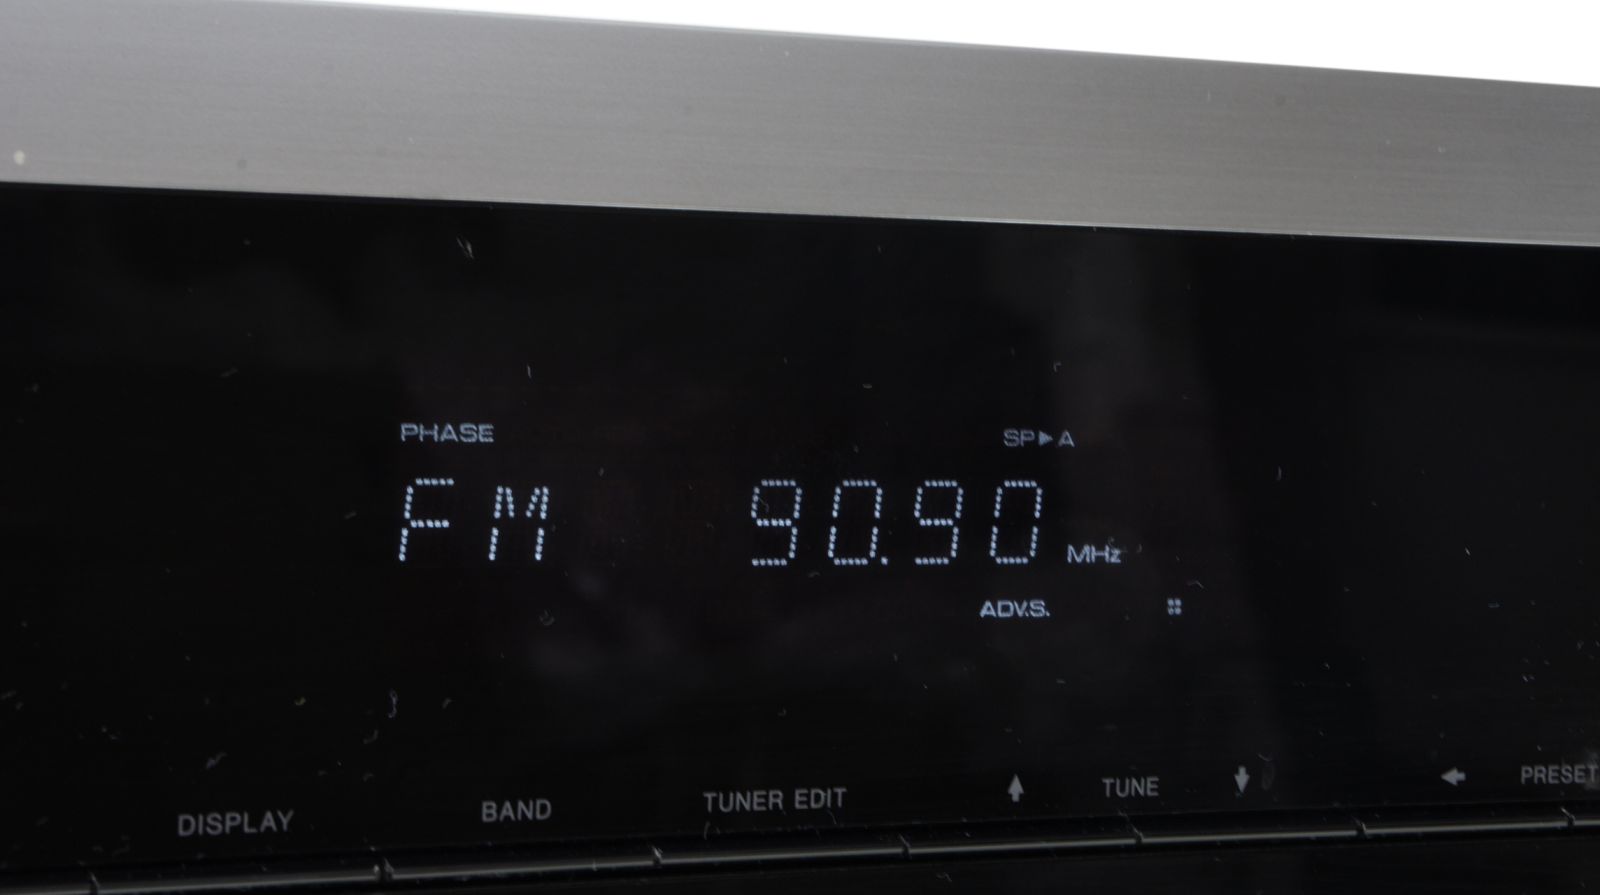 PHASE SP▶A
FM 90.90 MHz
ADV.S.
DISPLAY BAND TUNER EDIT ⬆ TUNE ⬇ ⬅ PRESET